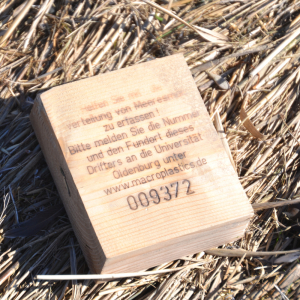 verteilung von Meeresmüll
zu erfassen !
Bitte melden Sie die Nummer
und den Fundort dieses
Drifters an die Universität
Oldenburg unter
www.macroplastics.de
009372